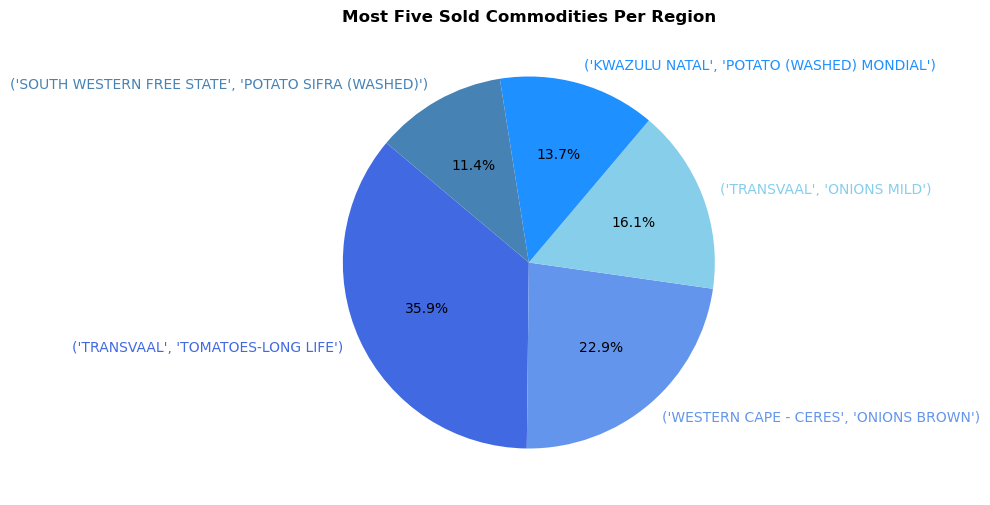 Most Five Sold Commodities Per Region
('KWAZULU NATAL', 'POTATO (WASHED) MONDIAL')
('SOUTH WESTERN FREE STATE', 'POTATO SIFRA (WASHED)')
13.7%
11.4%
('TRANSVAAL', 'ONIONS MILD')
16.1%
35.9%
('TRANSVAAL', 'TOMATOES-LONG LIFE')
22.9%
('WESTERN CAPE - CERES', 'ONIONS BROWN')